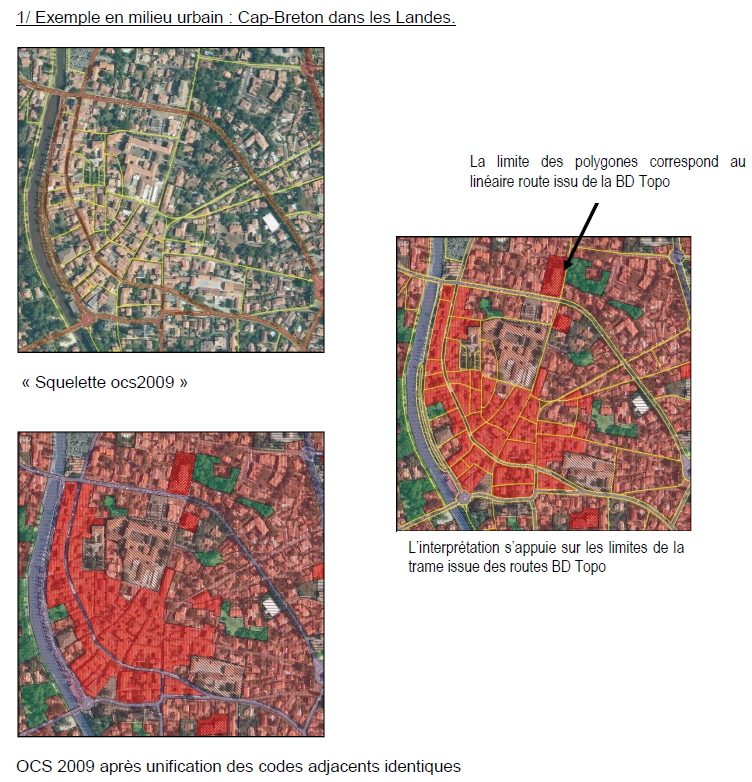 1/ Exemple en milieu urbain : Cap-Breton dans les Landes.
La limite des polygones correspond au
linéaire route issu de la BD Topo
« Squelette ocs2009 »
L'interprétation s'appuie sur les limites de la
trame issue des routes BD Topo
OCS 2009 après unification des codes adjacents identiques